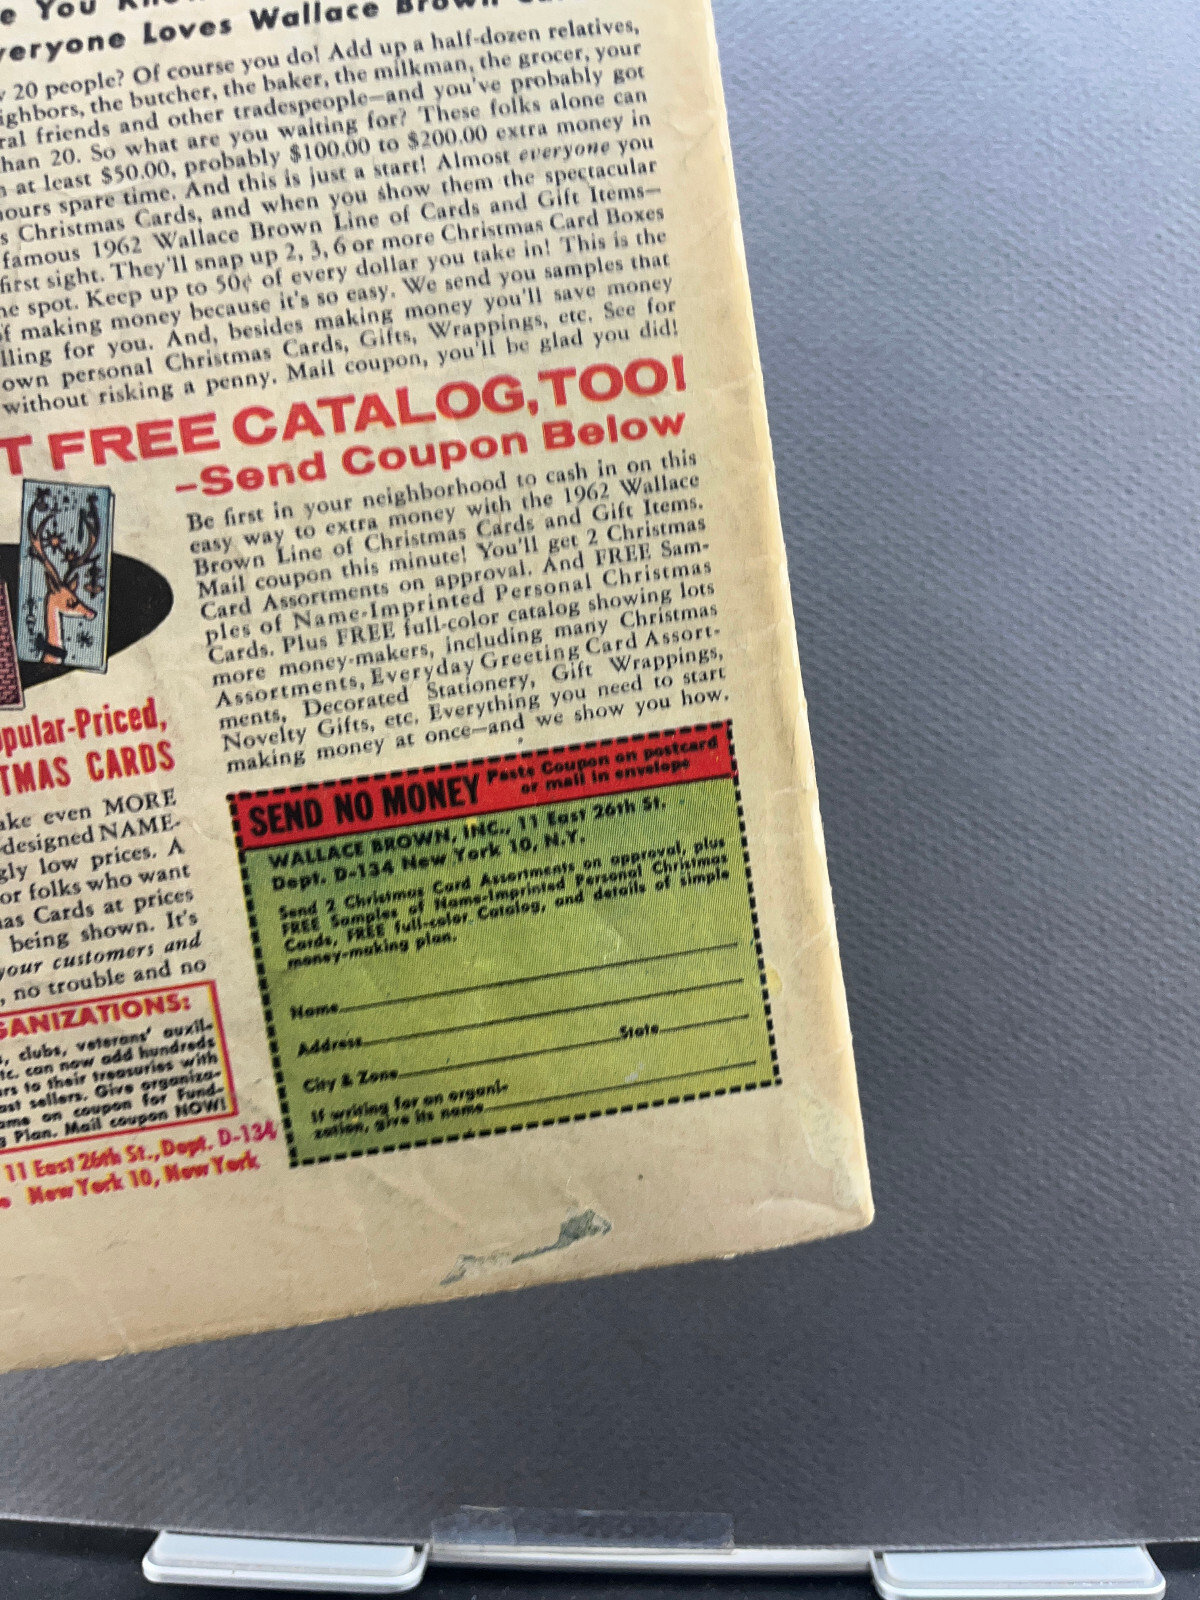 e You
veryone Loves Wallace Brown
20 people? Of course you do! Add up a half-dozen relatives,
ighbors, the butcher, the baker, the milkman, the grocer, your
ral friends and other tradespeople—and you've probably got
han 20. So what are you waiting for? These folks alone can
n at least $50.00, probably $100.00 to $200.00 extra money in
ours spare time. And this is just a start! Almost everyone you
s Christmas Cards, and when you show them the spectacular
famous 1962 Wallace Brown Line of Cards and Gift Items—
first sight. They'll snap up 2, 3, 6 or more Christmas Card Boxes
he spot. Keep up to 50¢ of every dollar you take in! This is the
f making money because it's so easy. We send you samples that
lling for you. And, besides making money you'll save money
own personal Christmas Cards, Gifts, Wrappings, etc. See for
without risking a penny. Mail coupon, you'll be glad you did!
T FREE CATALOG, TOO!
–Send Coupon Below
Be first in your neighborhood to cash in on this
easy way to extra money with the 1962 Wallace
Brown Line of Christmas Cards and Gift Items.
Mail coupon this minute! You'll get 2 Christmas
Card Assortments on approval. And FREE Sam-
ples of Name-Imprinted Personal Christmas
Cards. Plus FREE full-color catalog showing lots
more money-makers, including many Christmas
Assortments, Everyday Greeting Card Assort-
ments, Decorated Stationery, Gift Wrappings,
Novelty Gifts, etc. Everything you need to start
making money at once—and we show you how.
opular-Priced,
TMAS CARDS
ake even MORE
-designed NAME-
gly low prices. A
or folks who want
as Cards at prices
being shown. It's
your customers and
, no trouble and no
GANIZATIONS:
s, clubs, veterans' auxil-
tc. can now add hundreds
rs to their treasuries with
ast sellers. Give organiza-
ame on coupon for Fund-
g Plan. Mail coupon NOW!
11 East 26th St., Dept. D-134
New York 10, New York
SEND NO MONEY Paste Coupon on postcard
or mail in envelope
WALLACE BROWN, INC., 11 East 26th St.
Dept. D-134 New York 10, N.Y.
Send 2 Christmas Card Assortments on approval, plus
FREE Samples of Name-Imprinted Personal Christmas
Cards, FREE full-color Catalog, and details of simple
money-making plan.
Name
Address
City & Zone State
If writing for an organi-
zation, give its name